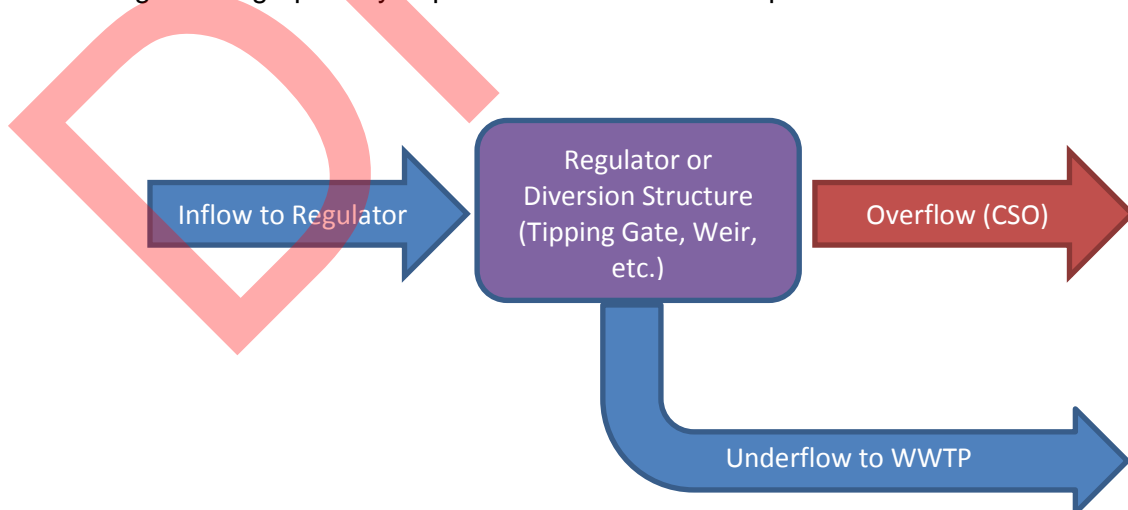 Regulator or
Diversion Structure
(Tipping Gate, Weir,
etc.)
Inflow to Regulator
Overflow (CSO)
Underflow to WWTP